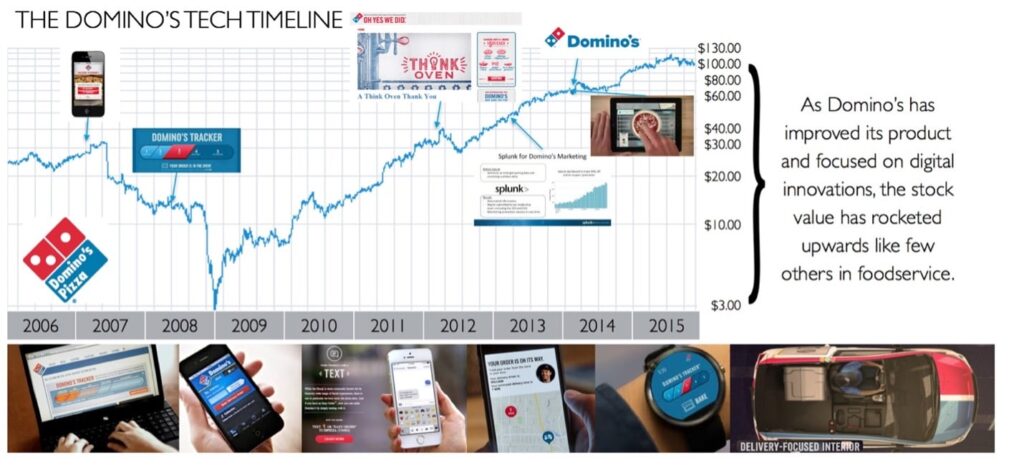 THE DOMINO'S TECH TIMELINE
OH YES WE DID.
THINK
OVEN
A Think Oven Thank You
Domino's
DOMINO'S TRACKER
Splunk for Domino's Marketing
splunk>
Domino's
Pizza
$130.00
$100.00
$80.00
$60.00
$40.00
$30.00
$20.00
$10.00
$3.00
As Domino's has
improved its product
and focused on digital
innovations, the stock
value has rocketed
upwards like few
others in foodservice.
2006
2007
2008
2009
2010
2011
2012
2013
2014
2015
DOMINO'S TRACKER
Domino's
TEXT
YOUR ORDER IS ON ITS WAY.
DOMINO'S TRACKER
BAKE
DELIVERY-FOCUSED INTERIOR